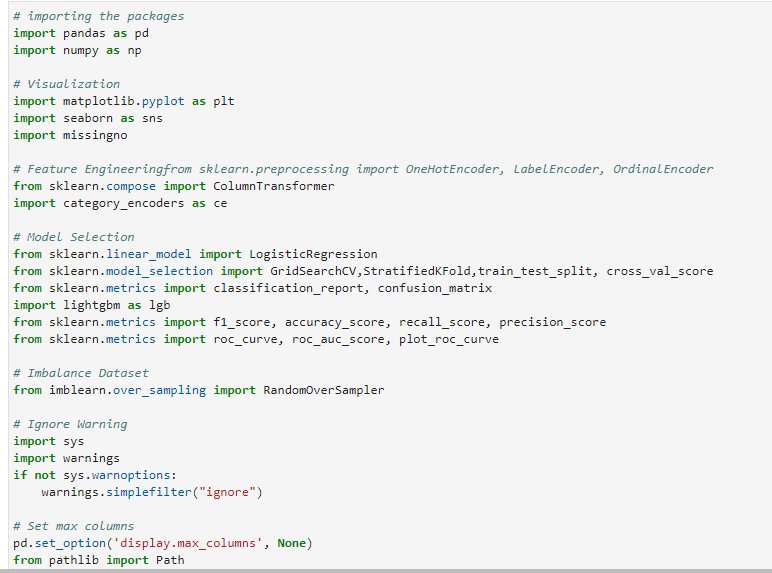 # importing the packages
import pandas as pd
import numpy as np
# Visualization
import matplotlib.pyplot as plt
import seaborn as sns
import missingno
# Feature Engineeringfrom sklearn.preprocessing import OneHotEncoder, LabelEncoder, OrdinalEncoder
from sklearn.compose import ColumnTransformer
import category_encoders as ce
# Model Selection
from sklearn.linear_model import LogisticRegression
from sklearn.model_selection import GridSearchCV,StratifiedKFold,train_test_split, cross_val_score
from sklearn.metrics import classification_report, confusion_matrix
import lightgbm as lgb
from sklearn.metrics import f1_score, accuracy_score, recall_score, precision_score
from sklearn.metrics import roc_curve, roc_auc_score, plot_roc_curve
# Imbalance Dataset
from imblearn.over_sampling import RandomOverSampler
# Ignore Warning
import sys
import warnings
if not sys.warnoptions:
    warnings.simplefilter("ignore")
# Set max columns
pd.set_option('display.max_columns', None)
from pathlib import Path